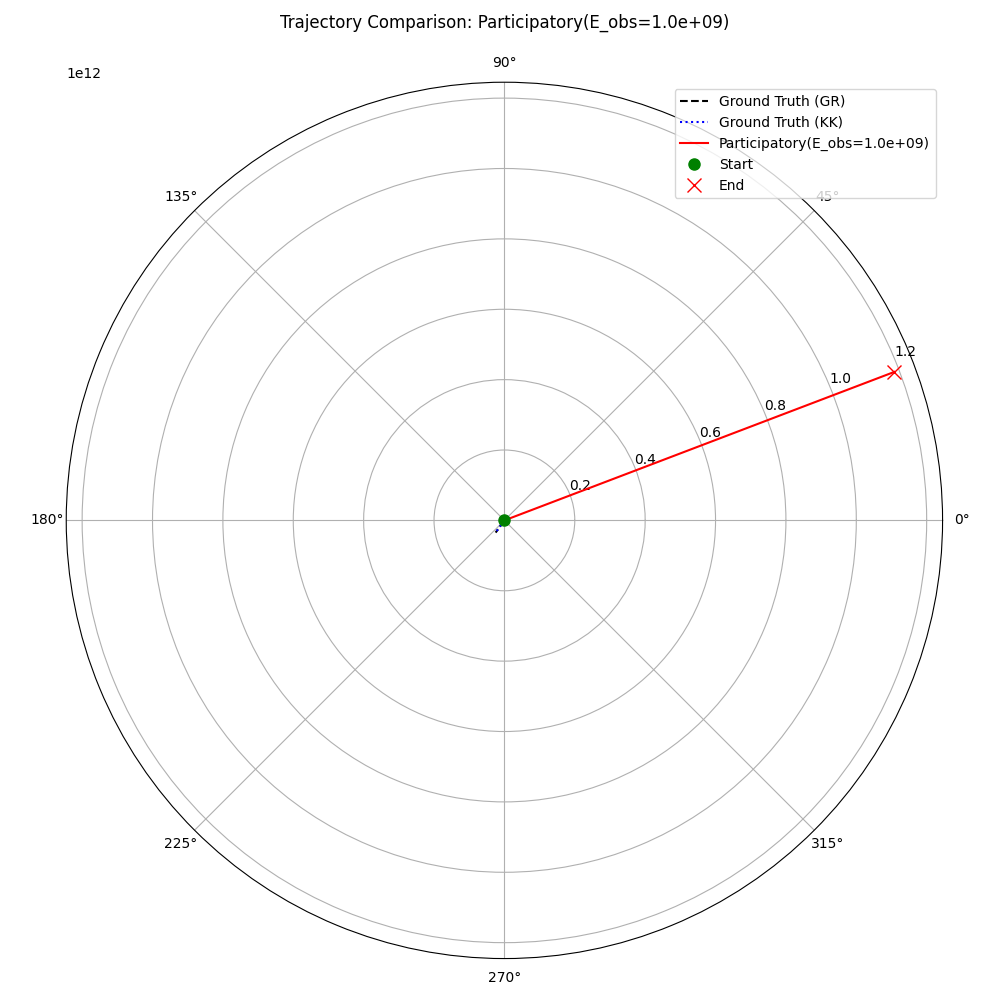 Trajectory Comparison: Participatory(E_obs=1.0e+09)
90°
1e12
Ground Truth (GR)
Ground Truth (KK)
Participatory(E_obs=1.0e+09)
Start
End
135°
45°
1.2
1.0
0.8
0.6
0.4
0.2
180°
0°
225°
315°
270°